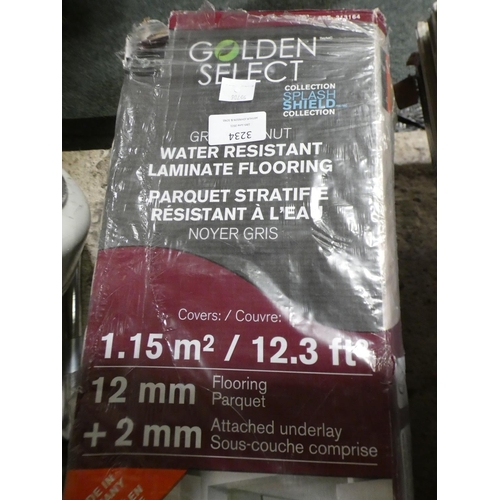 GOLDEN
SELECT
COLLECTION
SPLASH
SHIELD
COLLECTION
3234
WATER RESISTANT
LAMINATE FLOORING
PARQUET STRATIFIÉ
RÉSISTANT À L'EAU
NOYER GRIS
Covers: / Couvre:
1.15 m² / 12.3 ft²
12 mm Flooring
Parquet
+ 2 mm Attached underlay
Sous-couche comprise